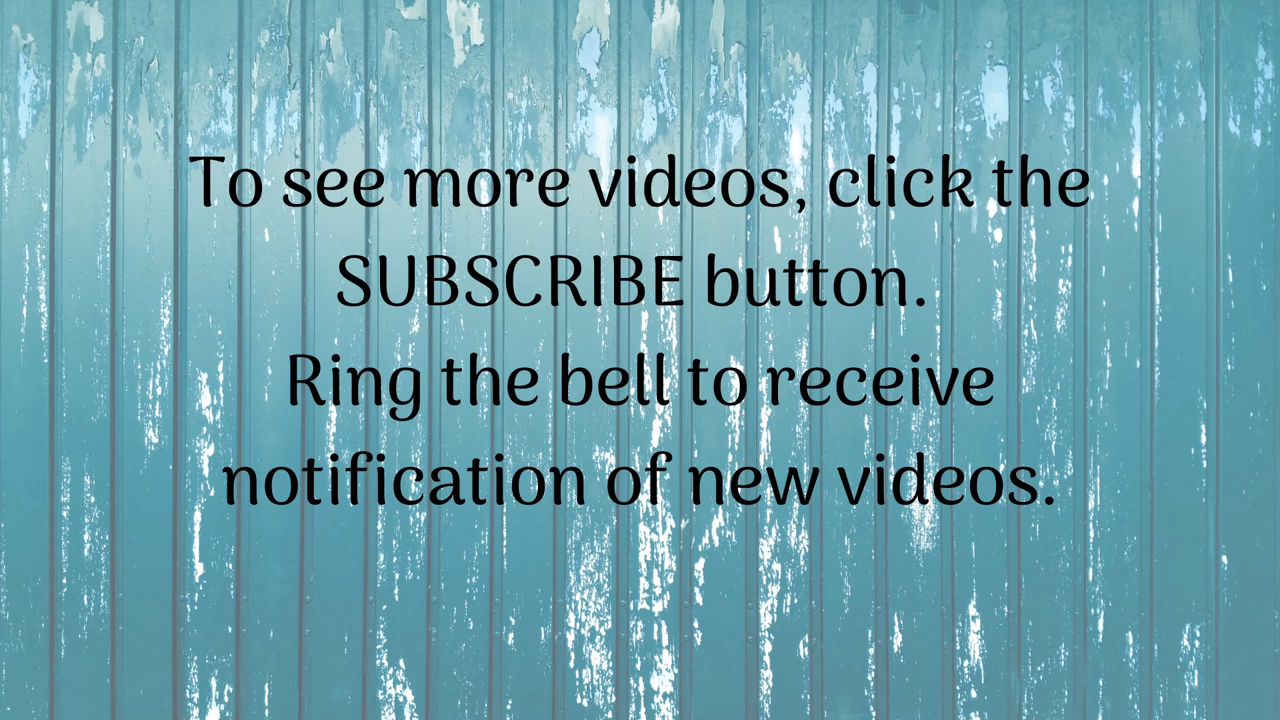 To see more videos, click the
SUBSCRIBE button.
Ring the bell to receive
notification of new videos.